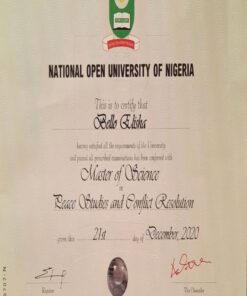 NATIONAL OPEN UNIVERSITY OF NIGERIA
This is to certify that
Bello Elisha
having satisfied all the requirements of the University
and passed all prescribed examinations has been conferred with
Master of Science
in
Peace Studies and Conflict Resolution
given this 21st day of December, 2020
Registrar
Vice Chancellor